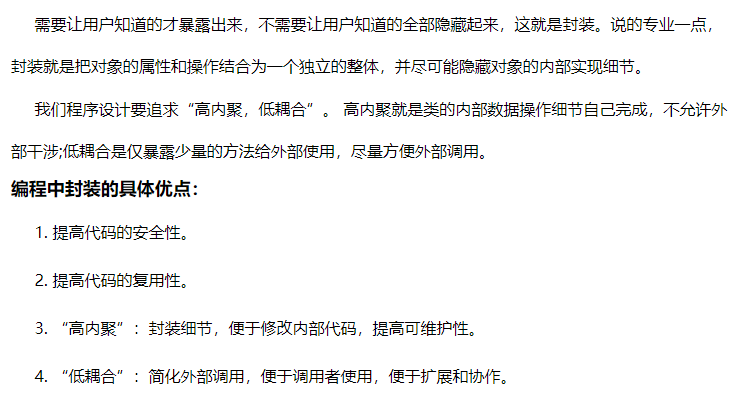 需要让用户知道的才暴露出来，不需要让用户知道的全部隐藏起来，这就是封装。说的专业一点，
封装就是把对象的属性和操作结合为一个独立的整体，并尽可能隐藏对象的内部实现细节。
我们程序设计要追求“高内聚，低耦合”。 高内聚就是类的内部数据操作细节自己完成，不允许外
部干涉;低耦合是仅暴露少量的方法给外部使用，尽量方便外部调用。
编程中封装的具体优点：
1. 提高代码的安全性。
2. 提高代码的复用性。
3. “高内聚”：封装细节，便于修改内部代码，提高可维护性。
4. “低耦合”：简化外部调用，便于调用者使用，便于扩展和协作。